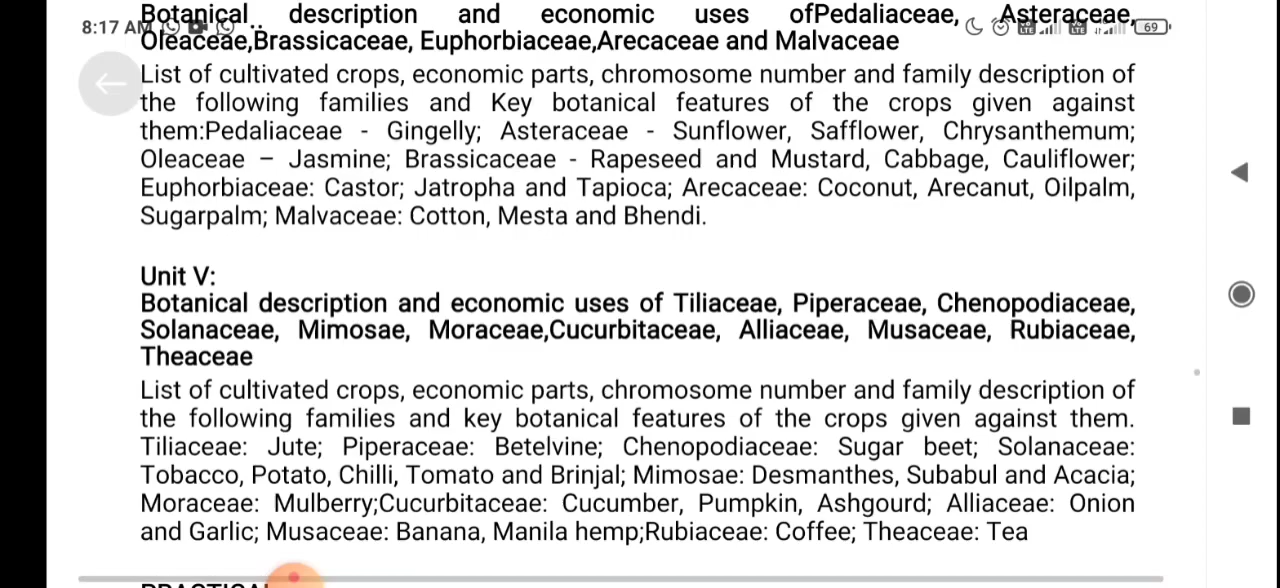 Botanical description and economic uses ofPedaliaceae, Asteraceae,
8:17 AM
69
Oleaceae,Brassicaceae, Euphorbiaceae,Arecaceae and Malvaceae
List of cultivated crops, economic parts, chromosome number and family description of
the following families and Key botanical features of the crops given against
them:Pedaliaceae - Gingelly; Asteraceae - Sunflower, Safflower, Chrysanthemum;
Oleaceae – Jasmine; Brassicaceae - Rapeseed and Mustard, Cabbage, Cauliflower;
Euphorbiaceae: Castor; Jatropha and Tapioca; Arecaceae: Coconut, Arecanut, Oilpalm,
Sugarpalm; Malvaceae: Cotton, Mesta and Bhendi.
Unit V:
Botanical description and economic uses of Tiliaceae, Piperaceae, Chenopodiaceae,
Solanaceae, Mimosae, Moraceae,Cucurbitaceae, Alliaceae, Musaceae, Rubiaceae,
Theaceae
List of cultivated crops, economic parts, chromosome number and family description of
the following families and key botanical features of the crops given against them.
Tiliaceae: Jute; Piperaceae: Betelvine; Chenopodiaceae: Sugar beet; Solanaceae:
Tobacco, Potato, Chilli, Tomato and Brinjal; Mimosae: Desmanthes, Subabul and Acacia;
Moraceae: Mulberry;Cucurbitaceae: Cucumber, Pumpkin, Ashgourd; Alliaceae: Onion
and Garlic; Musaceae: Banana, Manila hemp;Rubiaceae: Coffee; Theaceae: Tea